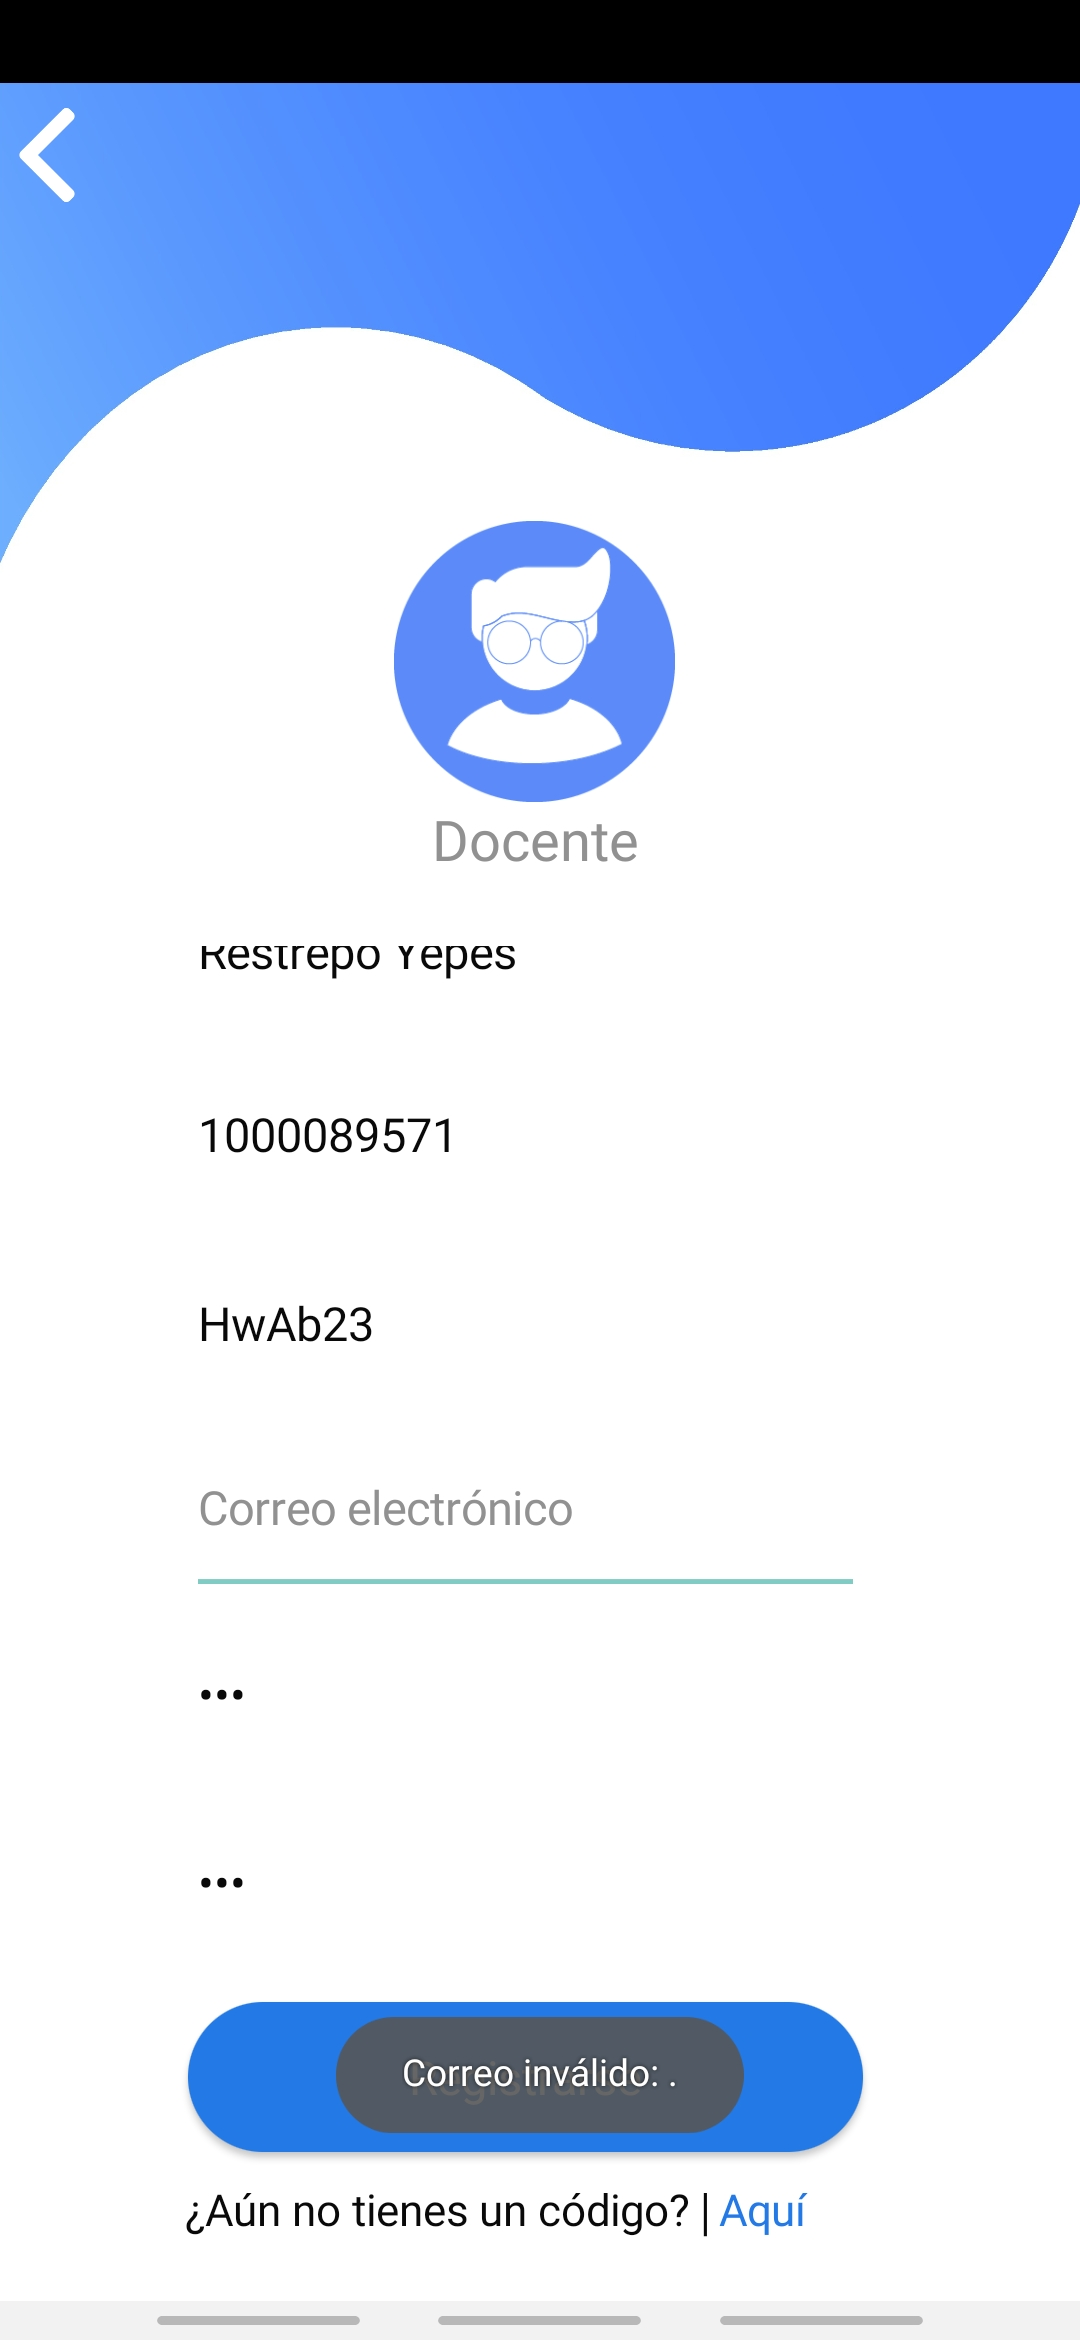 Docente
Restrepo Yepes
1000089571
HwAb23
Correo electrónico
•••
•••
Correo inválido: .
¿Aún no tienes un código? | Aquí